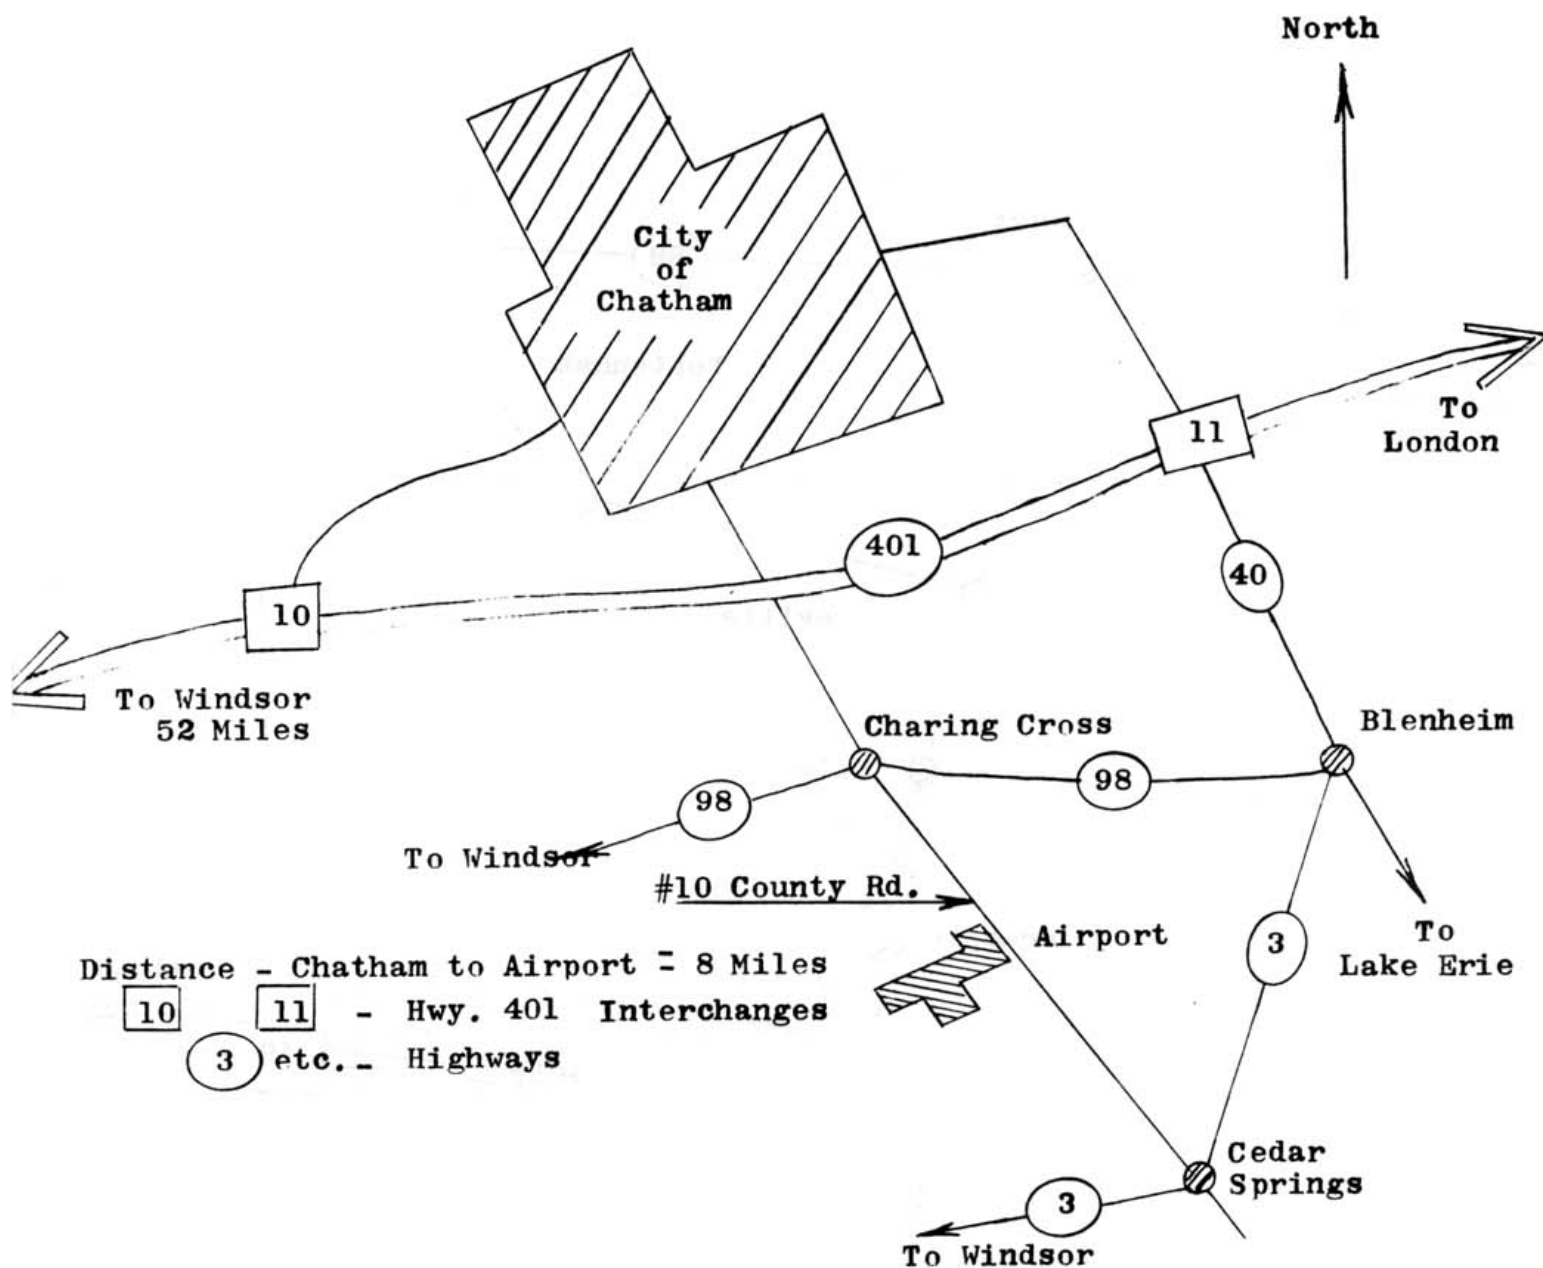 North
City
of
Chatham
To
London
11
401
40
10
To Windsor
52 Miles
Charing Cross
Blenheim
98
98
To Windsor
#10 County Rd.
Airport
3
To
Lake Erie
Distance - Chatham to Airport = 8 Miles
10 11 - Hwy. 401 Interchanges
3 etc. - Highways
Cedar
Springs
3
To Windsor